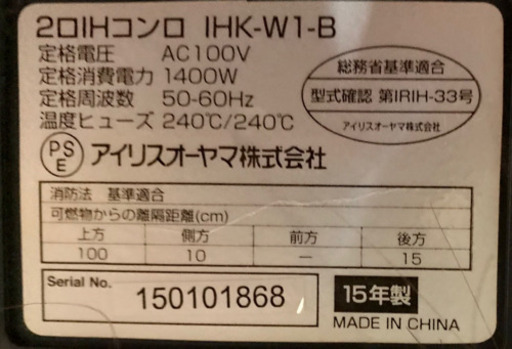 2口IHコンロ IHK-W1-B
定格電圧 AC100V
定格消費電力 1400W
定格周波数 50-60Hz
温度ヒューズ 240℃/240℃
総務省基準適合
型式確認 第IRIH-33号
アイリスオーヤマ株式会社
PS
E
アイリスオーヤマ株式会社
消防法 基準適合
可燃物からの離隔距離(cm)
上方 側方 前方 後方
100 10 — 15
Serial No. 150101868
15年製
MADE IN CHINA